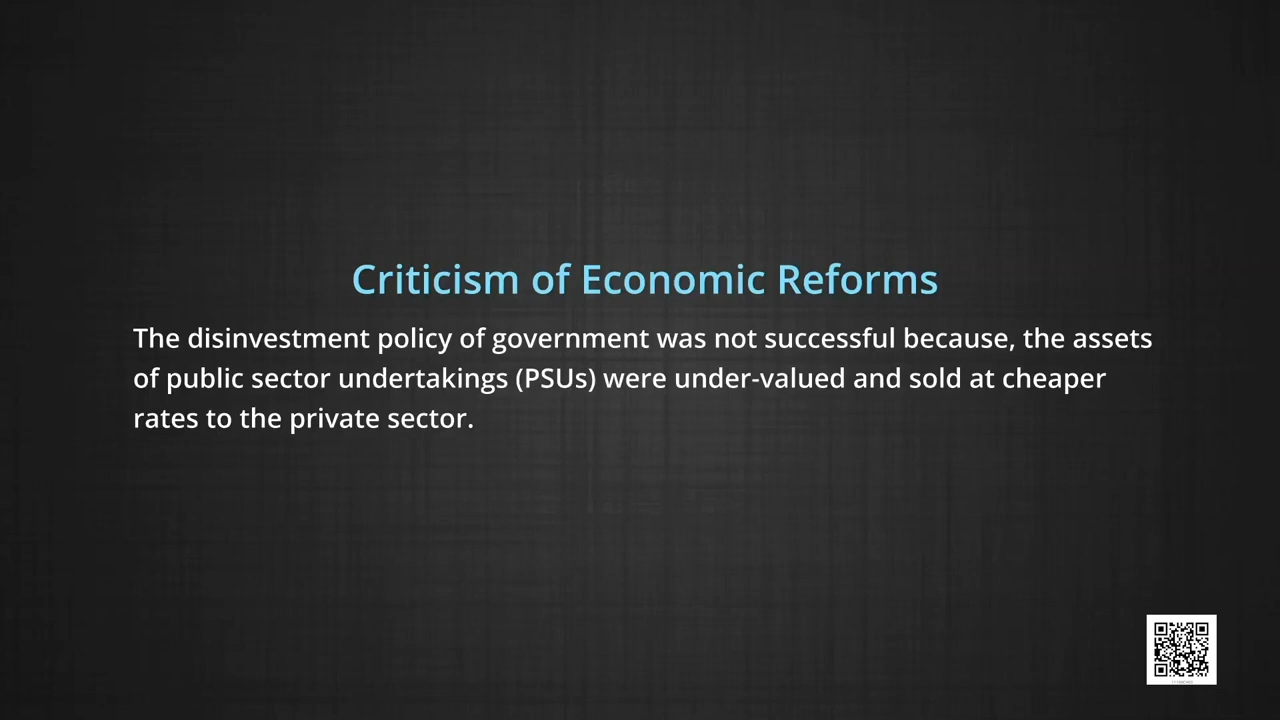 Criticism of Economic Reforms
The disinvestment policy of government was not successful because, the assets
of public sector undertakings (PSUs) were under-valued and sold at cheaper
rates to the private sector.